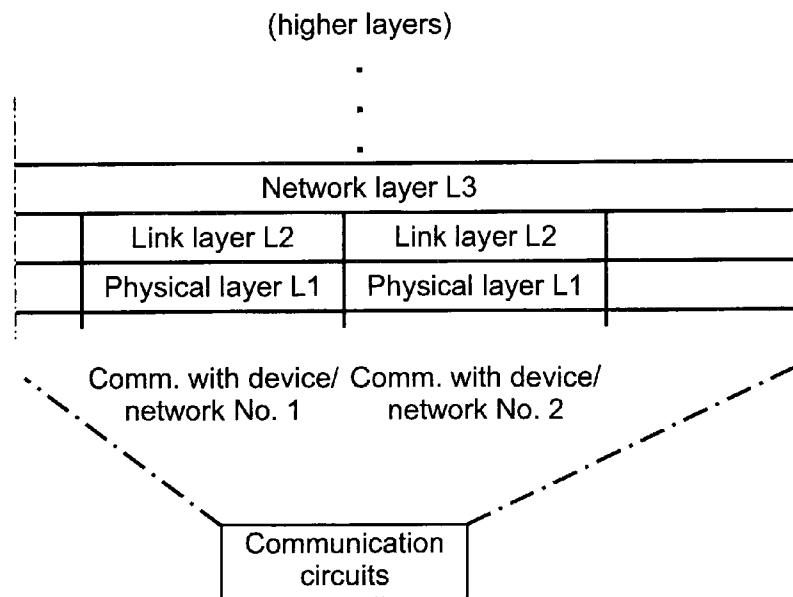 (higher layers)
Network layer L3
Link layer L2 Link layer L2
Physical layer L1 Physical layer L1
Comm. with device/ Comm. with device/
network No. 1 network No. 2
Communication
circuits